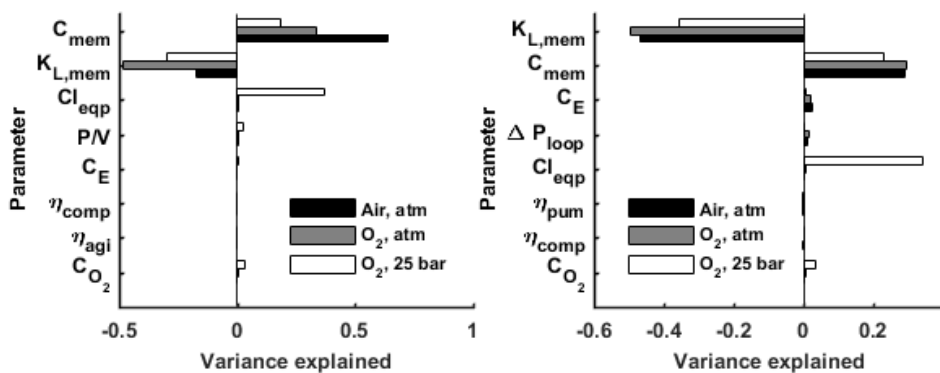 Parameter
C_mem
K_L,mem
CI_eqp
P/V
C_E
η_comp
η_agi
C_O₂
Air, atm
O₂, atm
O₂, 25 bar
-0.5 0 0.5 1
Variance explained
Parameter
K_L,mem
C_mem
C_E
Δ P_loop
CI_eqp
η_pum
η_comp
C_O₂
Air, atm
O₂, atm
O₂, 25 bar
-0.6 -0.4 -0.2 0 0.2
Variance explained